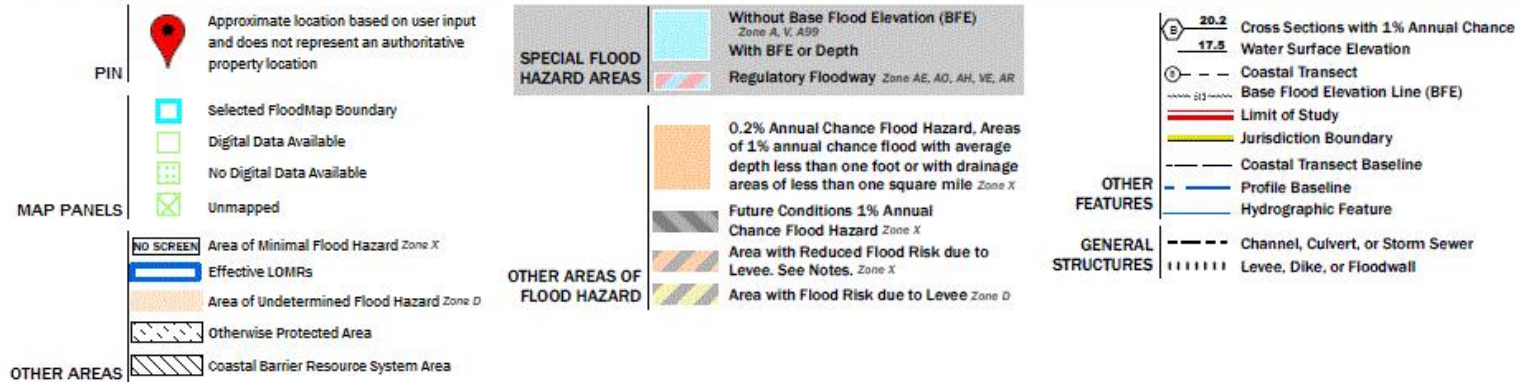 PIN
Approximate location based on user input
and does not represent an authoritative
property location
MAP PANELS
Selected FloodMap Boundary
Digital Data Available
No Digital Data Available
Unmapped
OTHER AREAS
NO SCREEN Area of Minimal Flood Hazard Zone X
Effective LOMRs
Area of Undetermined Flood Hazard Zone D
Otherwise Protected Area
Coastal Barrier Resource System Area
SPECIAL FLOOD
HAZARD AREAS
Without Base Flood Elevation (BFE)
Zone A, V, A99
With BFE or Depth
Regulatory Floodway Zone AE, AO, AH, VE, AR
OTHER AREAS OF
FLOOD HAZARD
0.2% Annual Chance Flood Hazard, Areas
of 1% annual chance flood with average
depth less than one foot or with drainage
areas of less than one square mile Zone X
Future Conditions 1% Annual
Chance Flood Hazard Zone X
Area with Reduced Flood Risk due to
Levee. See Notes. Zone X
Area with Flood Risk due to Levee Zone D
OTHER
FEATURES
B 20.2 Cross Sections with 1% Annual Chance
17.5 Water Surface Elevation
8 Coastal Transect
513 Base Flood Elevation Line (BFE)
Limit of Study
Jurisdiction Boundary
Coastal Transect Baseline
Profile Baseline
Hydrographic Feature
GENERAL
STRUCTURES
Channel, Culvert, or Storm Sewer
Levee, Dike, or Floodwall